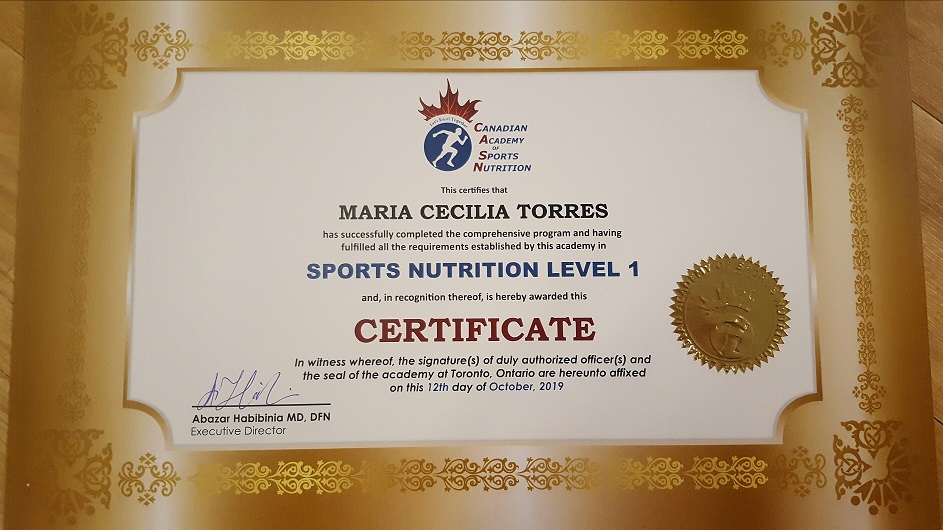 Let's Excel Together
CANADIAN
ACADEMY
OF
SPORTS
NUTRITION
This certifies that
MARIA CECILIA TORRES
has successfully completed the comprehensive program and having
fulfilled all the requirements established by this academy in
SPORTS NUTRITION LEVEL 1
and, in recognition thereof, is hereby awarded this
CERTIFICATE
In witness whereof, the signature(s) of duly authorized officer(s) and
the seal of the academy at Toronto, Ontario are hereunto affixed
on this 12th day of October, 2019
Abazar Habibinia MD, DFN
Executive Director